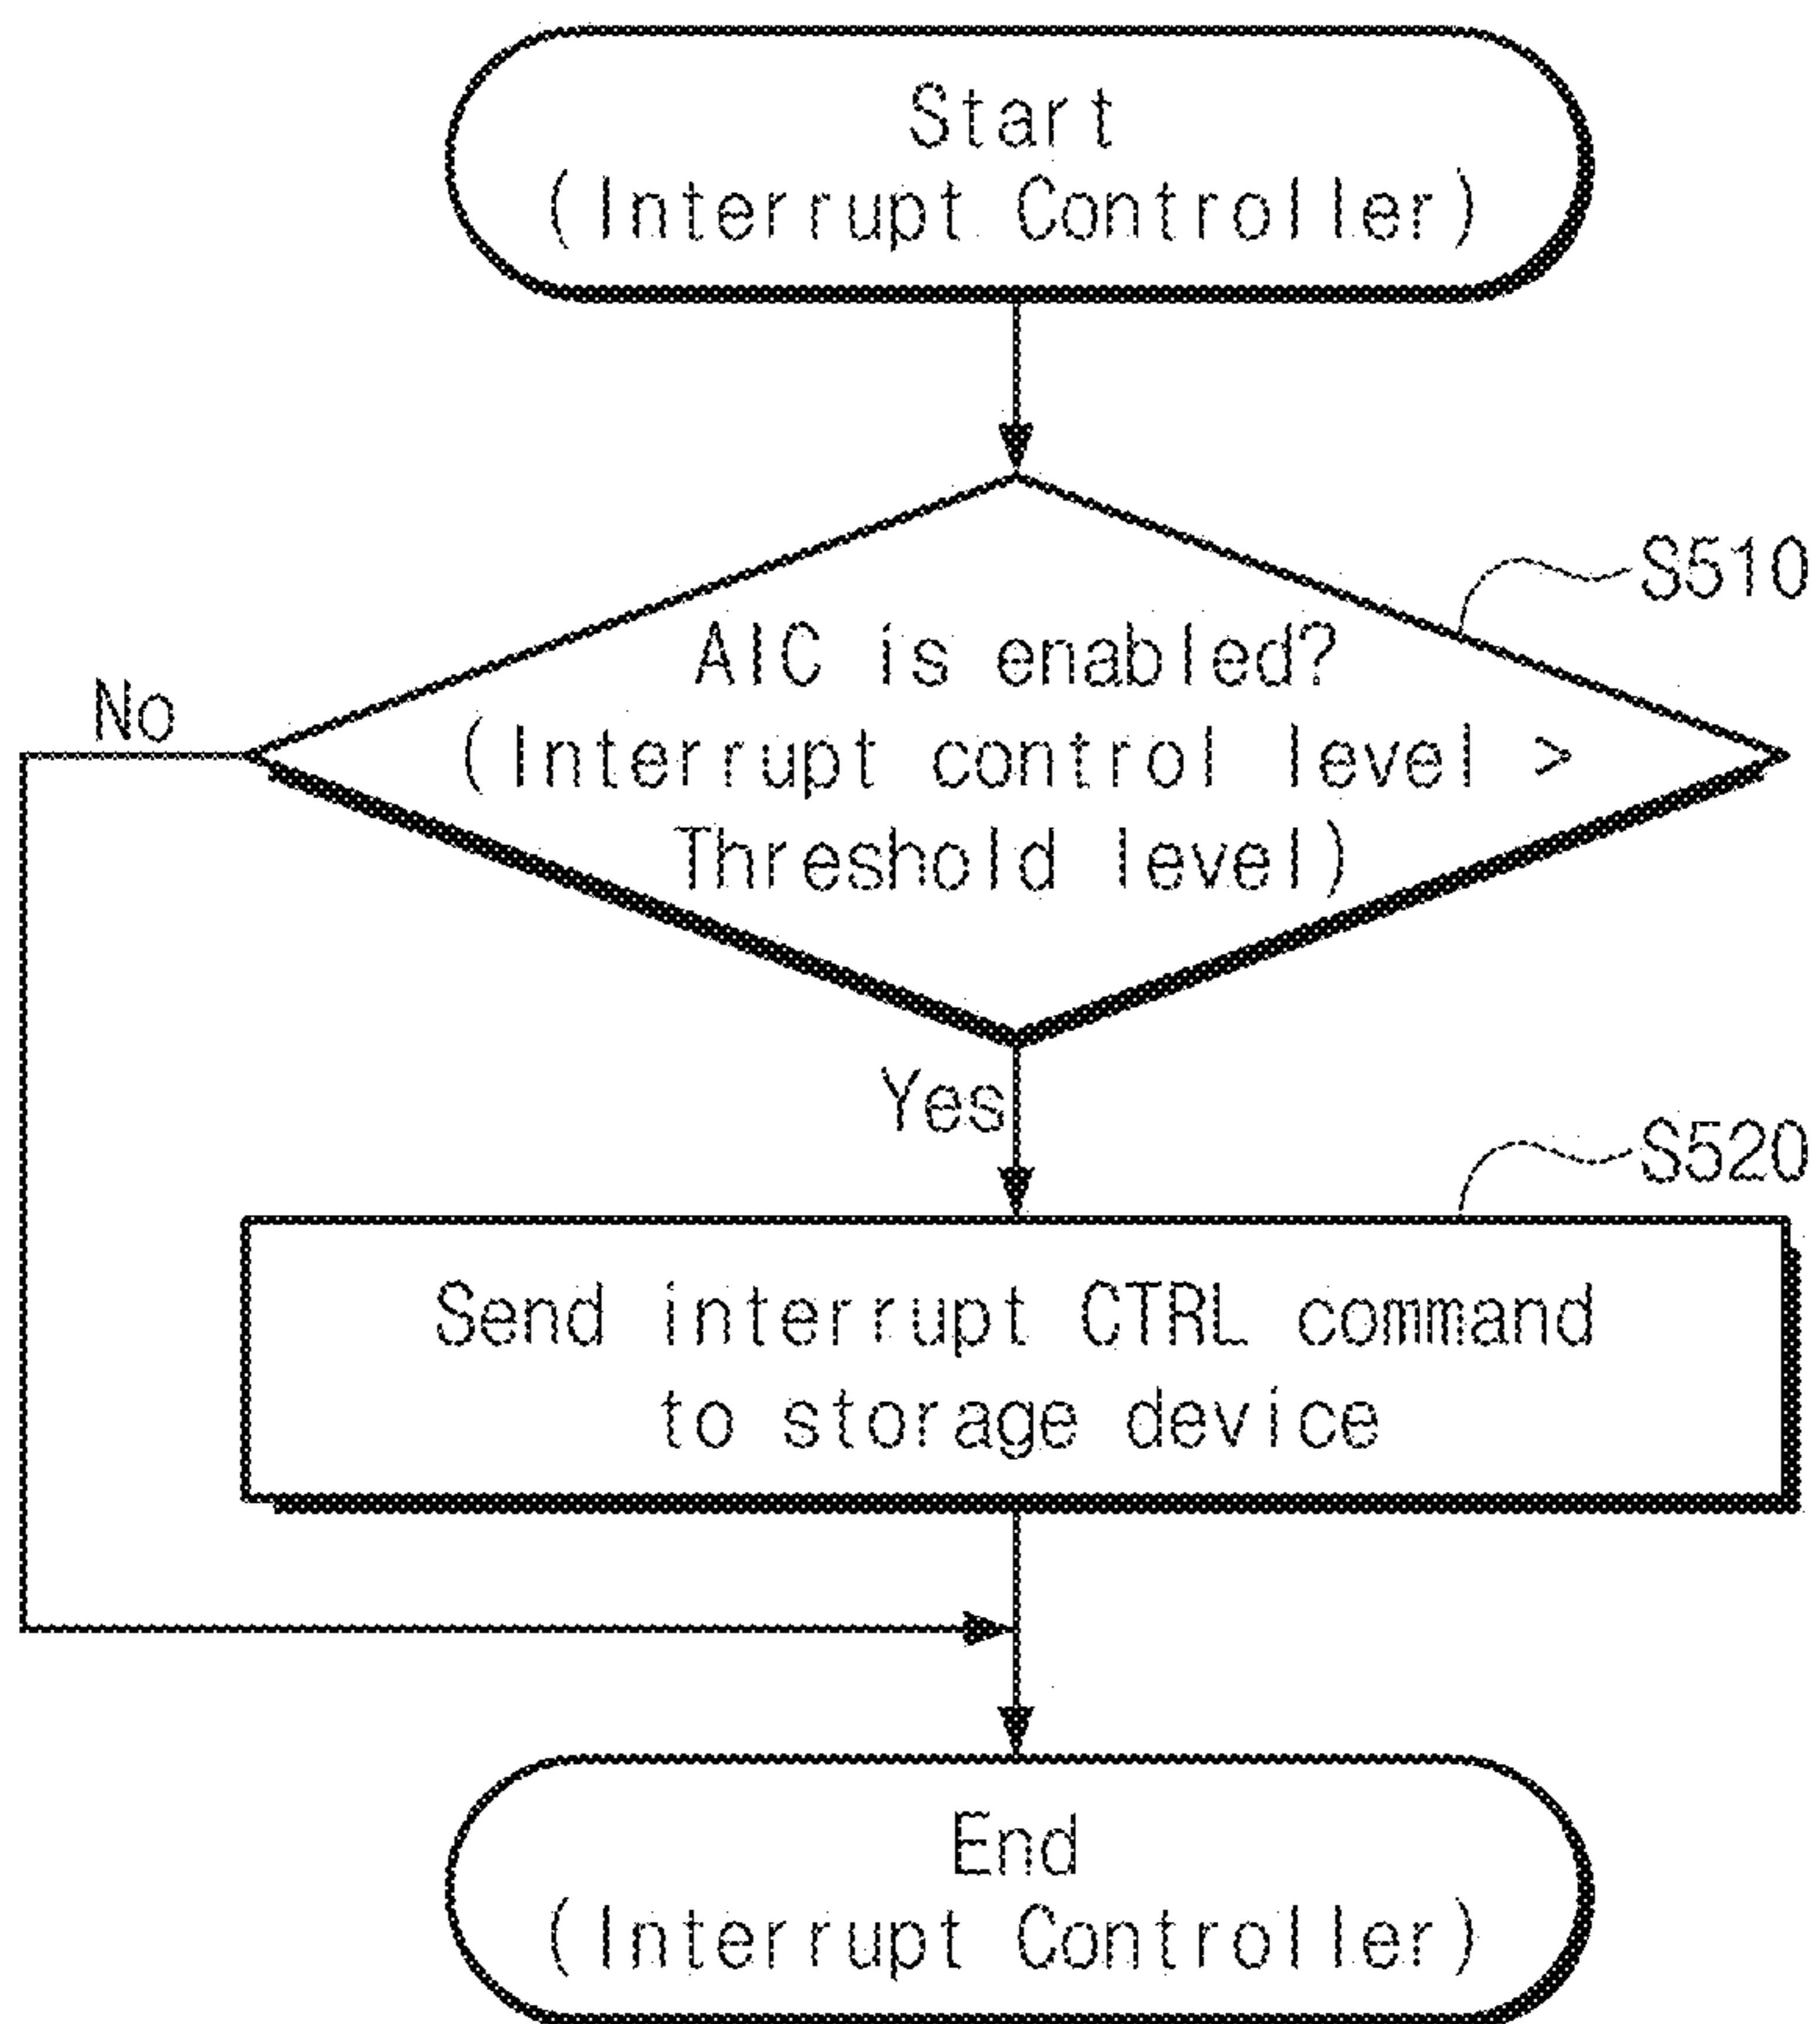 Start
(Interrupt Controller)
S510
AIC is enabled?
No
(Interrupt control level >
Threshold level)
Yes
S520
Send interrupt CTRL command
to storage device
End
(Interrupt Controller)